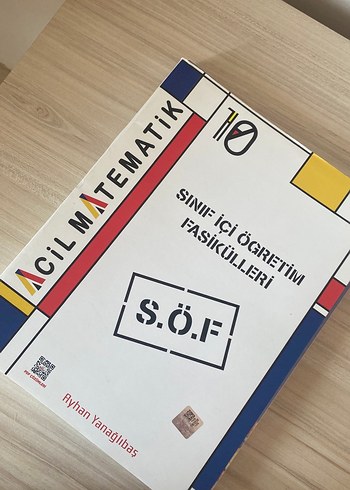 ACİL MATEMATİK
10
SINIF İÇİ ÖĞRETİM
FASİKÜLLERİ
S.Ö.F
Ayhan Yanağlıbaş